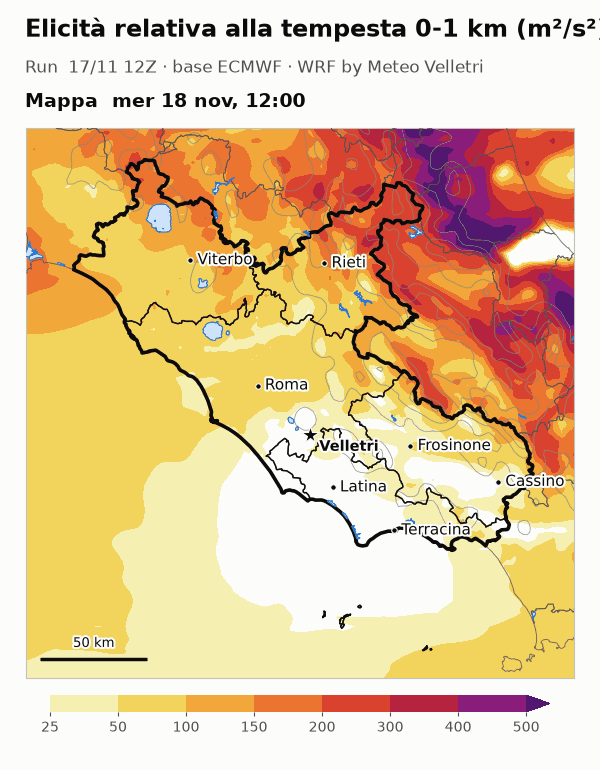 Elicità relativa alla tempesta 0-1 km (m²/s²)
Run 17/11 12Z · base ECMWF · WRF by Meteo Velletri
Mappa mer 18 nov, 12:00
Viterbo
Rieti
Roma
Velletri
Frosinone
Latina
Cassino
Terracina
50 km
25 50 100 150 200 300 400 500